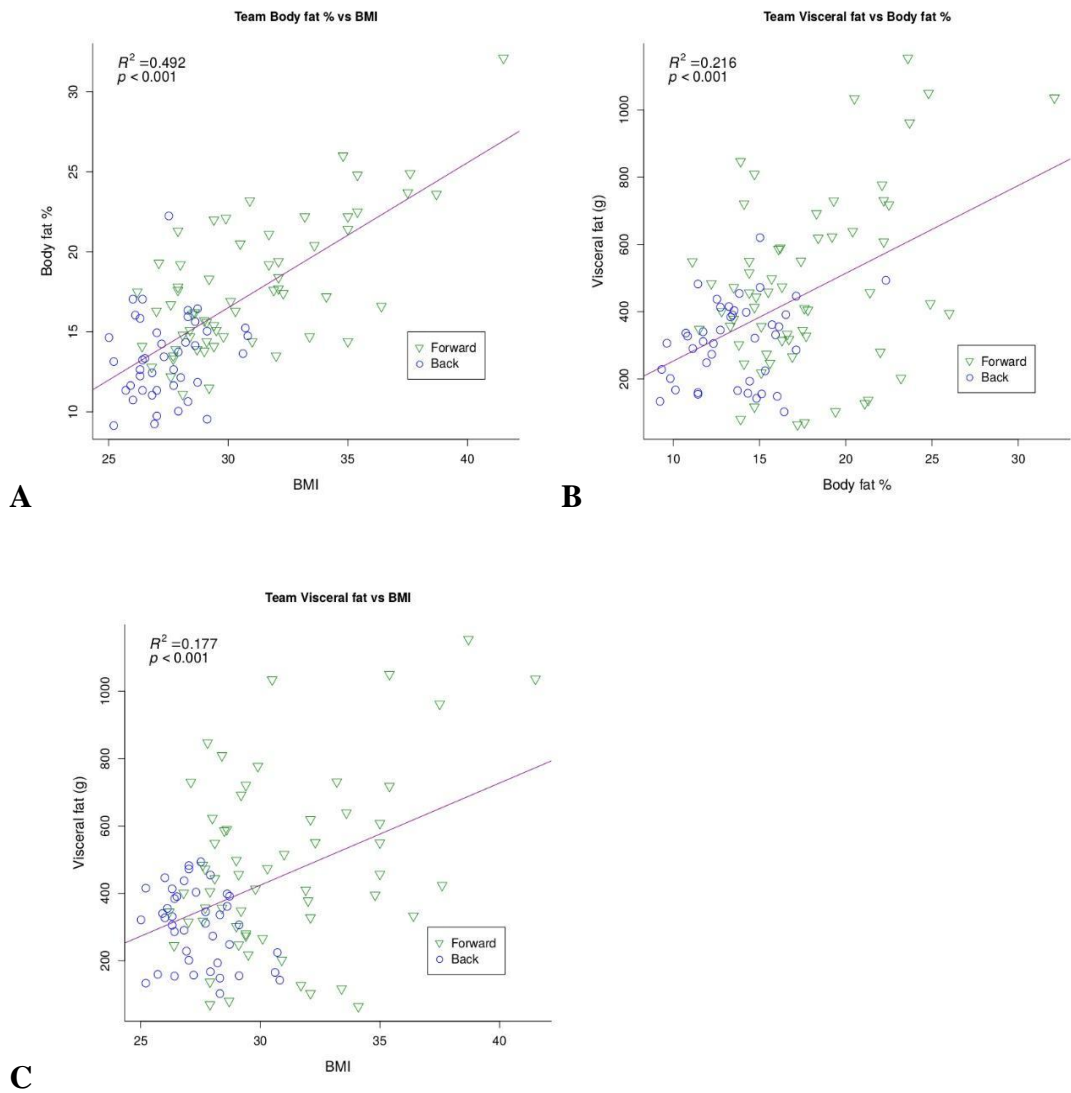 Team Body fat % vs BMI
R² =0.492
p < 0.001
30
25
20
15
10
Body fat %
Forward
Back
25 30 35 40
BMI
A
Team Visceral fat vs Body fat %
R² =0.216
p < 0.001
1000
800
600
400
200
Visceral fat (g)
Forward
Back
10 15 20 25 30
Body fat %
B
Team Visceral fat vs BMI
R² =0.177
p < 0.001
1000
800
600
400
200
Visceral fat (g)
Forward
Back
25 30 35 40
BMI
C